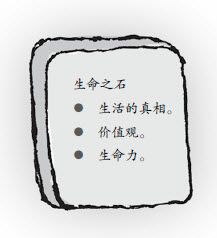 生命之石
● 生活的真相。
● 价值观。
● 生命力。